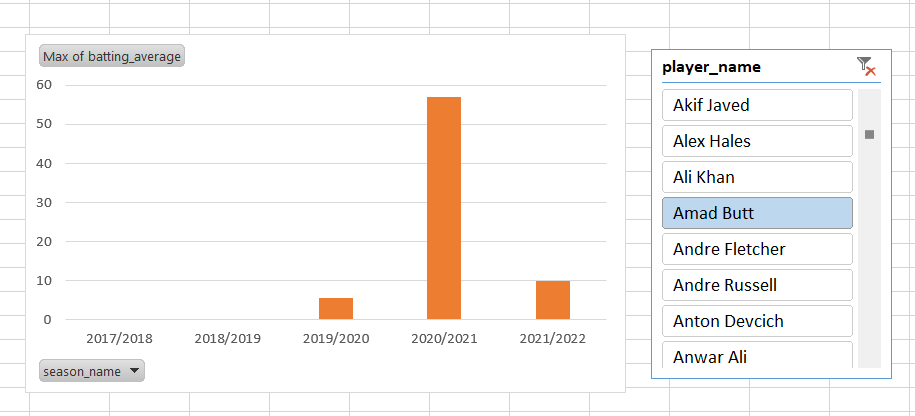 Max of batting_average
60
50
40
30
20
10
0
2017/2018 2018/2019 2019/2020 2020/2021 2021/2022
season_name
player_name
Akif Javed
Alex Hales
Ali Khan
Amad Butt
Andre Fletcher
Andre Russell
Anton Devcich
Anwar Ali